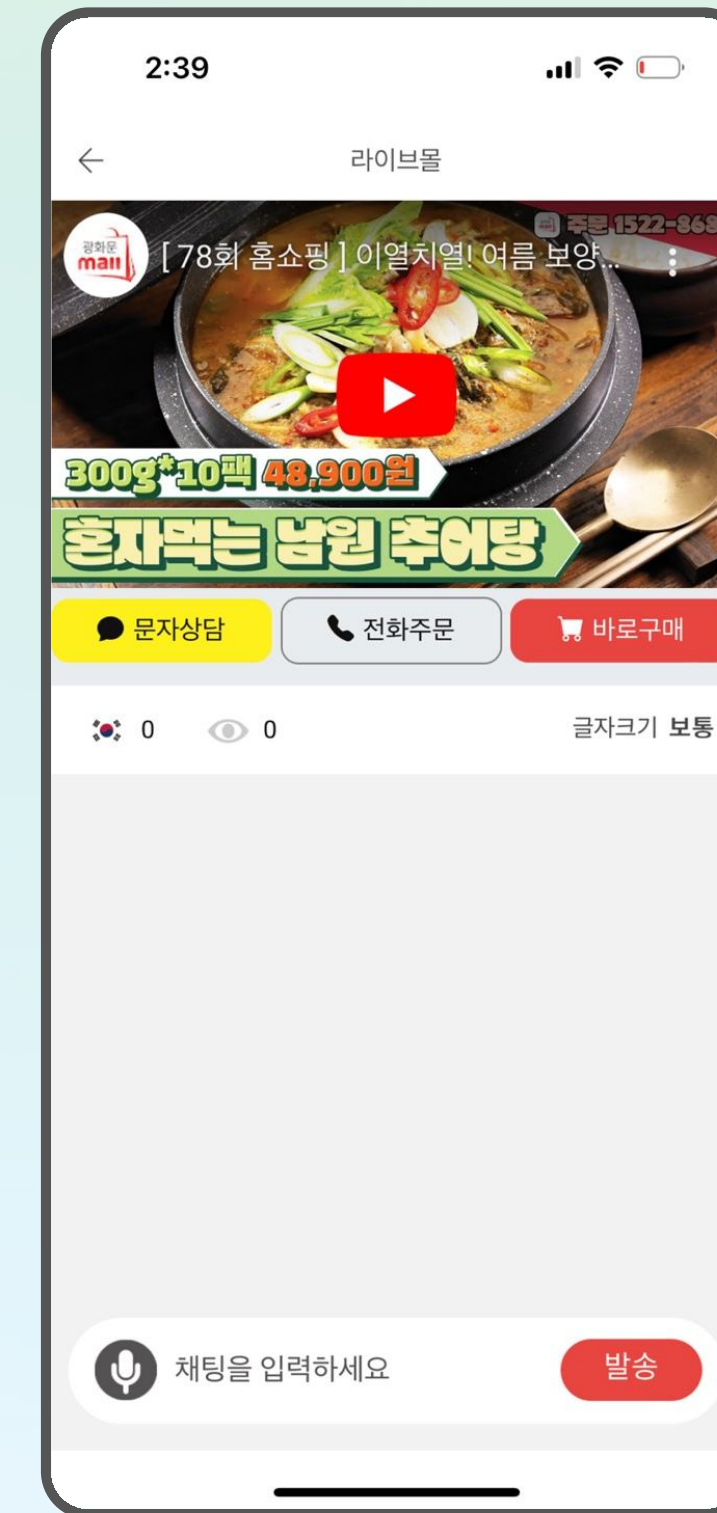 2:39
라이브몰
주문 1522-868
광화문
mall
[ 78회 홈쇼핑 ] 이열치열! 여름 보양...
300g*10팩 48,900원
혼자먹는 남원 추어탕
문자상담
전화주문
바로구매
0
0
글자크기 보통
채팅을 입력하세요
발송